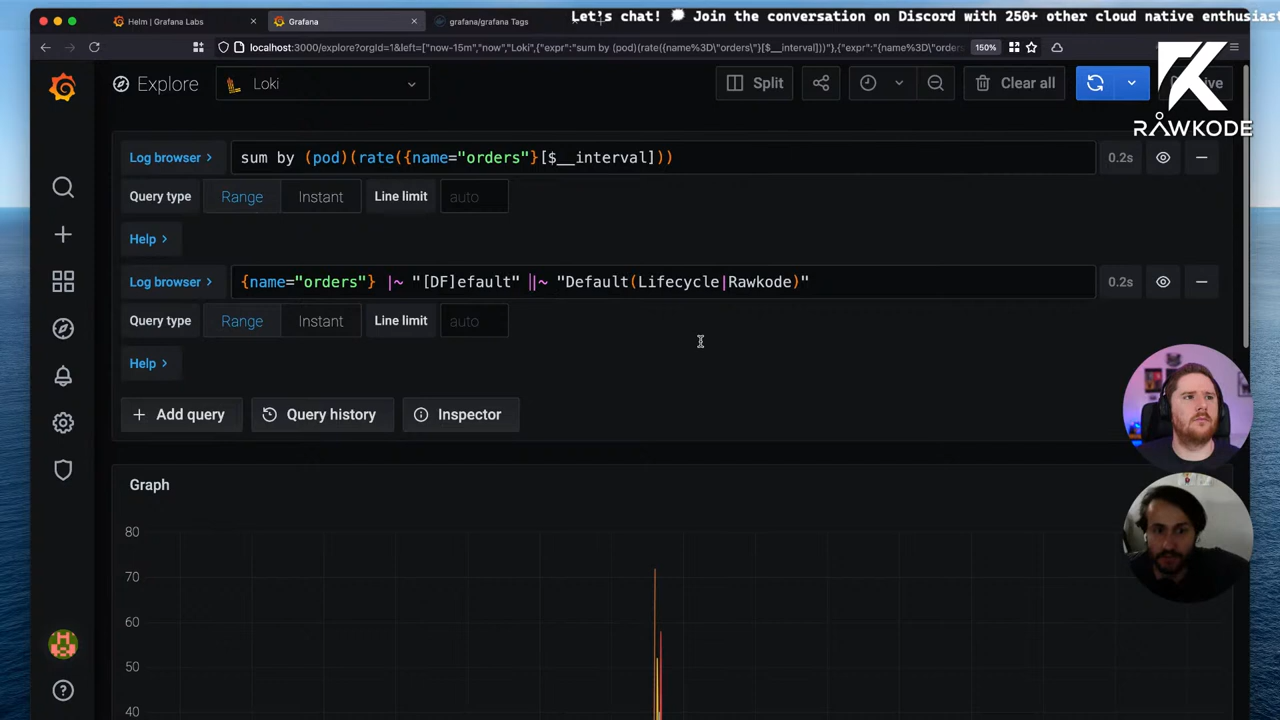 Let's chat! Join the conversation on Discord with 250+ other cloud native enthusiast
Helm | Grafana Labs
Grafana
grafana/grafana Tags
localhost:3000/explore?orgId=1&left=["now-15m","now","Loki",{"expr":"sum by (pod)(rate({name%3D\"orders\"}[$__interval]))"},{"expr":"{name%3D\"orders
150%
RAWKODE
Explore
Loki
Split
Clear all
Log browser >
sum by (pod)(rate({name="orders"}[$__interval]))
0.2s
Query type
Range
Instant
Line limit
auto
Help >
Log browser >
{name="orders"} |~ "[DF]efault" |~ "Default(Lifecycle|Rawkode)"
0.2s
Query type
Range
Instant
Line limit
auto
Help >
+ Add query
Query history
Inspector
Graph
80
70
60
50
40